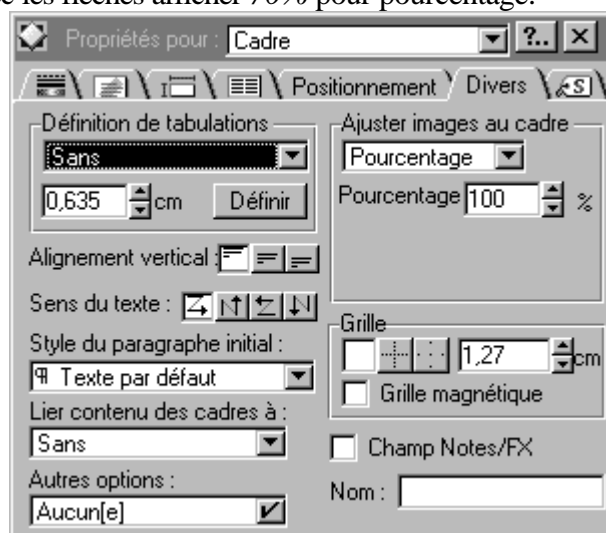 les flèches afficher 70% pour pourcentage.
Propriétés pour : Cadre ?..
Positionnement Divers S
Définition de tabulations
Sans
0,635 cm Définir
Ajuster images au cadre
Pourcentage
Pourcentage 100 %
Alignement vertical :
Sens du texte :
Style du paragraphe initial :
¶ Texte par défaut
Lier contenu des cadres à :
Sans
Autres options :
Aucun[e]
Grille
1,27 cm
Grille magnétique
Champ Notes/FX
Nom :